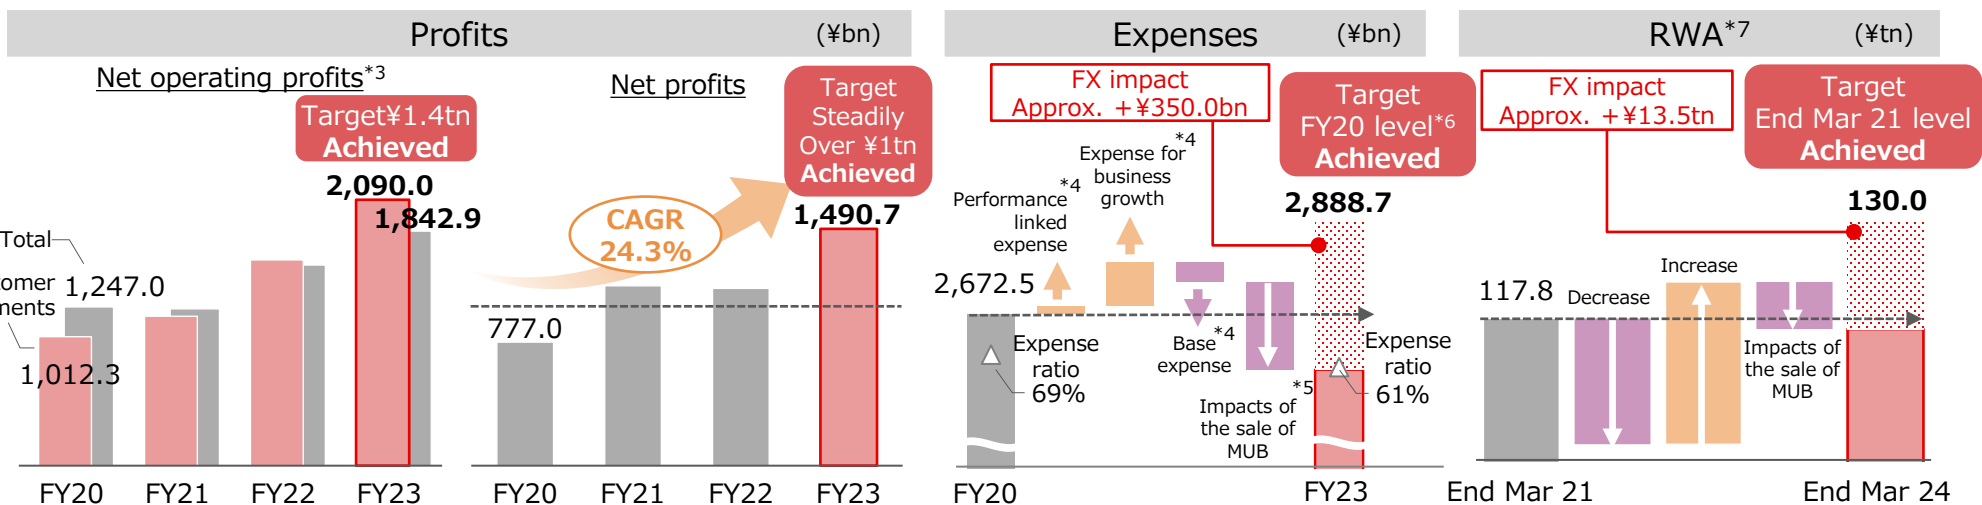 Profits (¥bn)
Net operating profits*3
Target¥1.4tn
Achieved
2,090.0
1,842.9
Total
1,247.0
tomer
ments
1,012.3
FY20 FY21 FY22 FY23
Net profits
Target
Steadily
Over ¥1tn
Achieved
1,490.7
CAGR
24.3%
777.0
FY20 FY21 FY22 FY23
Expenses (¥bn)
FX impact
Approx. +¥350.0bn
Target
FY20 level*6
Achieved
2,888.7
Expense for*4
business
growth
Performance*4
linked
expense
2,672.5
Expense
ratio
69%
Base*4
expense
*5
Impacts of
the sale of
MUB
Expense
ratio
61%
FY20 FY23
RWA*7 (¥tn)
FX impact
Approx. +¥13.5tn
Target
End Mar 21 level
Achieved
130.0
117.8
Decrease
Increase
Impacts of
the sale of
MUB
End Mar 21 End Mar 24